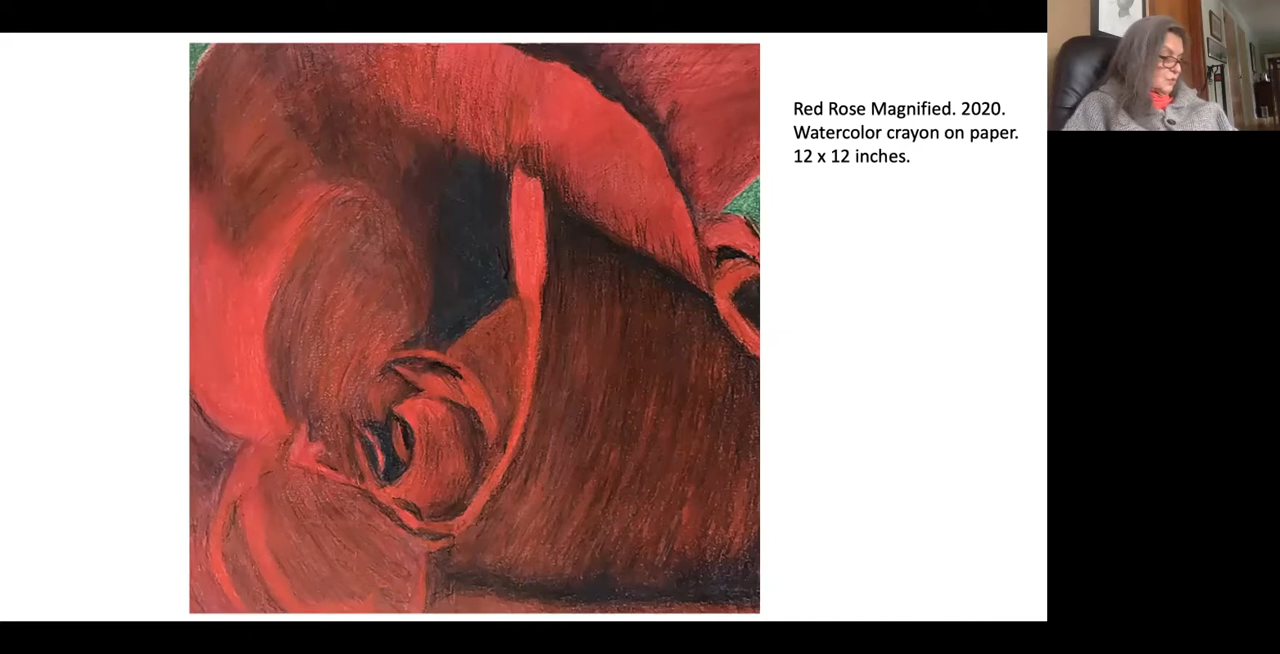 Red Rose Magnified. 2020.
Watercolor crayon on paper.
12 x 12 inches.